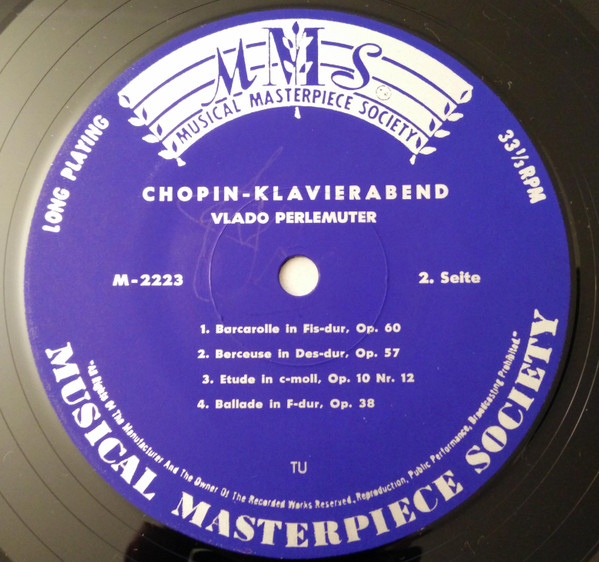 MMS
MUSICAL MASTERPIECE SOCIETY
LONG PLAYING
33 1/3 RPM
CHOPIN-KLAVIERABEND
VLADO PERLEMUTER
M-2223
2. Seite
1. Barcarolle in Fis-dur, Op. 60
2. Berceuse in Des-dur, Op. 57
3. Etude in c-moll, Op. 10 Nr. 12
4. Ballade in F-dur, Op. 38
TU
"All Rights Of The Manufacturer And The Owner Of The Recorded Works Reserved. Reproduction, Public Performance, Broadcasting Prohibited."
MUSICAL MASTERPIECE SOCIETY